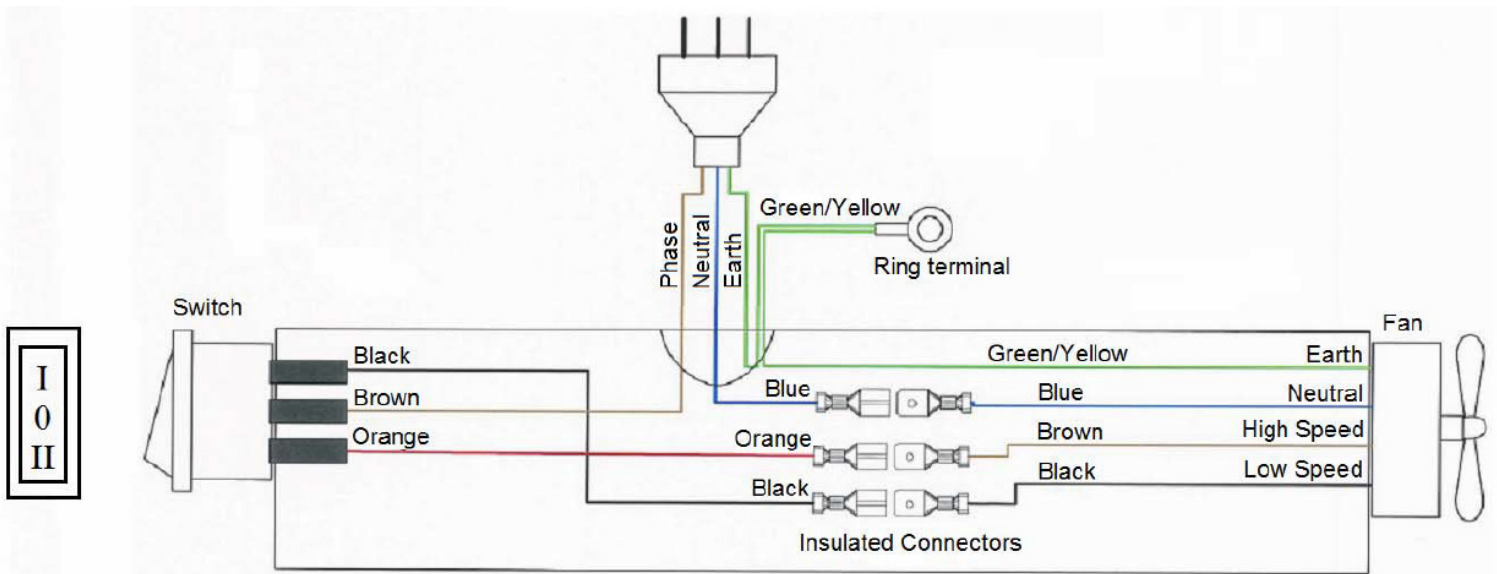 Green/Yellow
Phase
Neutral
Earth
Ring terminal
Switch
Fan
I
0
II
Black
Green/Yellow
Earth
Brown
Blue
Blue
Neutral
Orange
Orange
Brown
High Speed
Black
Black
Low Speed
Insulated Connectors